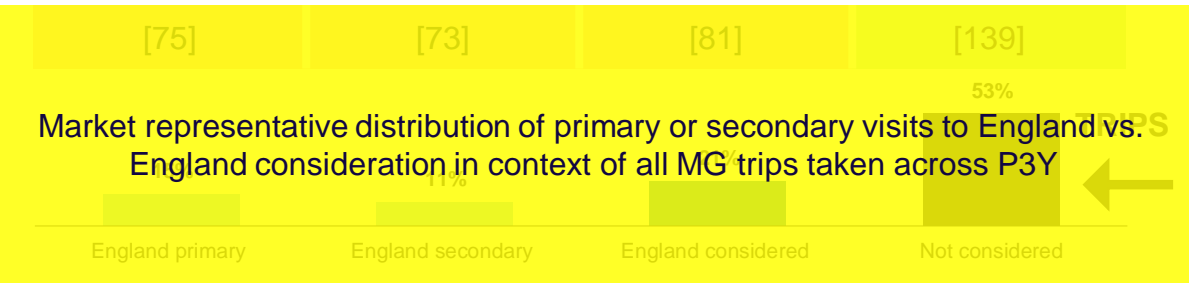 [75] [73] [81] [139]
53%
TRIPS
Market representative distribution of primary or secondary visits to England vs.
England consideration in context of all MG trips taken across P3Y
11%
England primary England secondary England considered Not considered